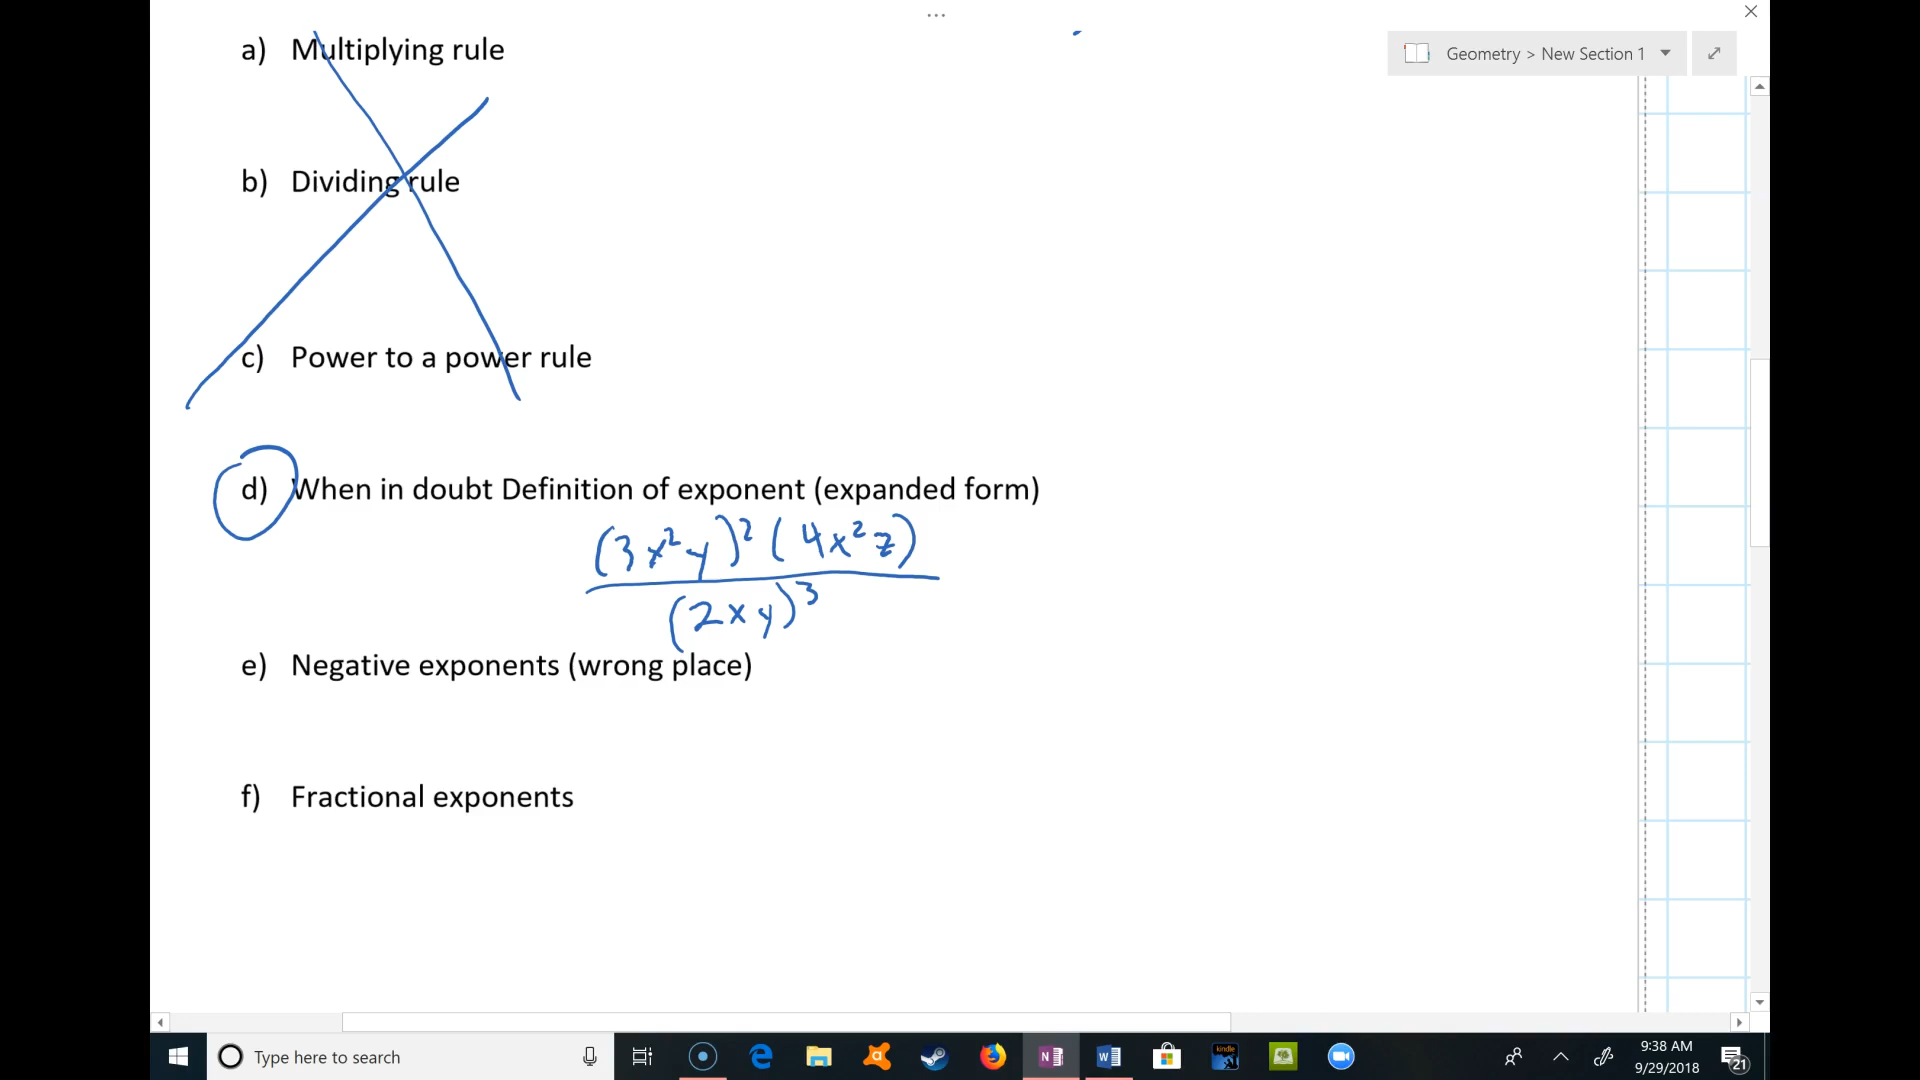 ...
a) Multiplying rule
Geometry > New Section 1
b) Dividing rule
c) Power to a power rule
d) When in doubt Definition of exponent (expanded form)
(3x²y)² (4x²z)
(2xy)³
e) Negative exponents (wrong place)
f) Fractional exponents
Type here to search
kindle
9:38 AM
9/29/2018
21